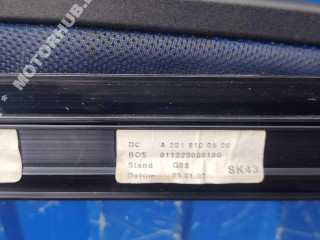 MOTORHUB.
DC A 221 810 05 20
BOS 011220000100
Stand Q08
Datum 23.01.07
SK43